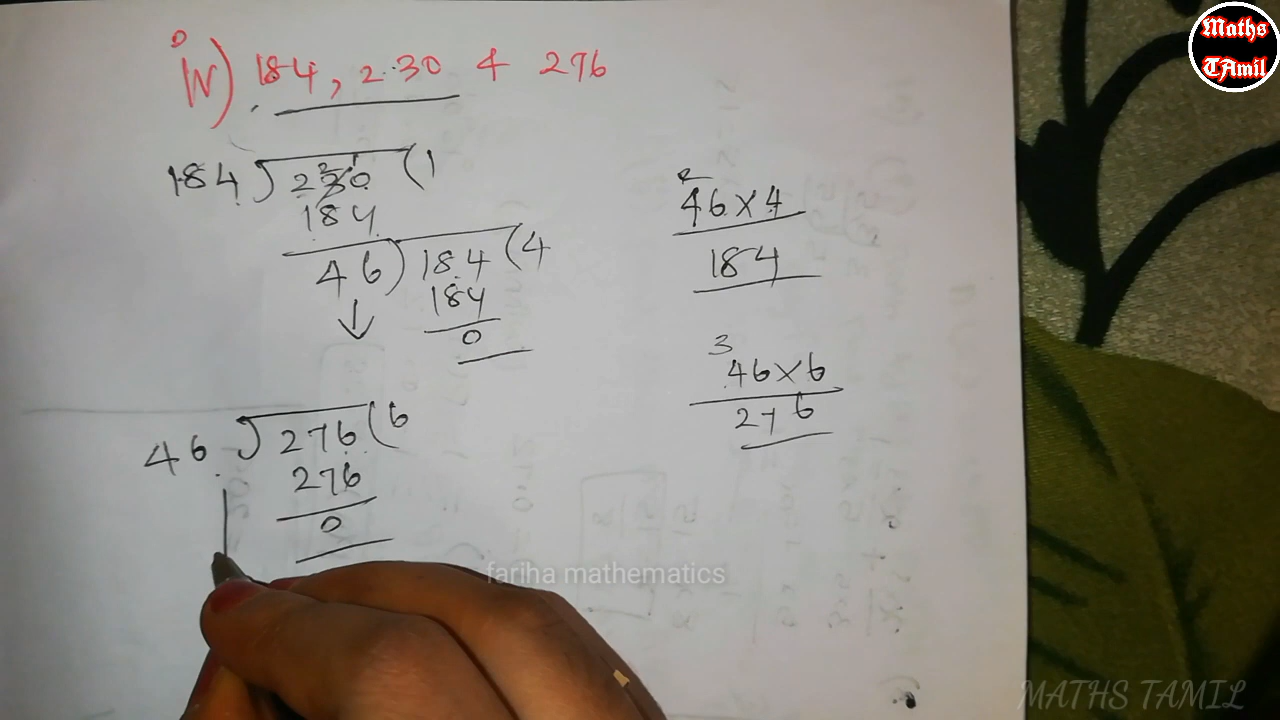 iv) 184, 230 & 276
184 ) 230 ( 1
184
46 ) 184 ( 4
184
0
46 ) 276 ( 6
276
0
2
46 × 4
184
3
46 × 6
276
Maths
TAmil
fariha mathematics
MATHS TAMIL